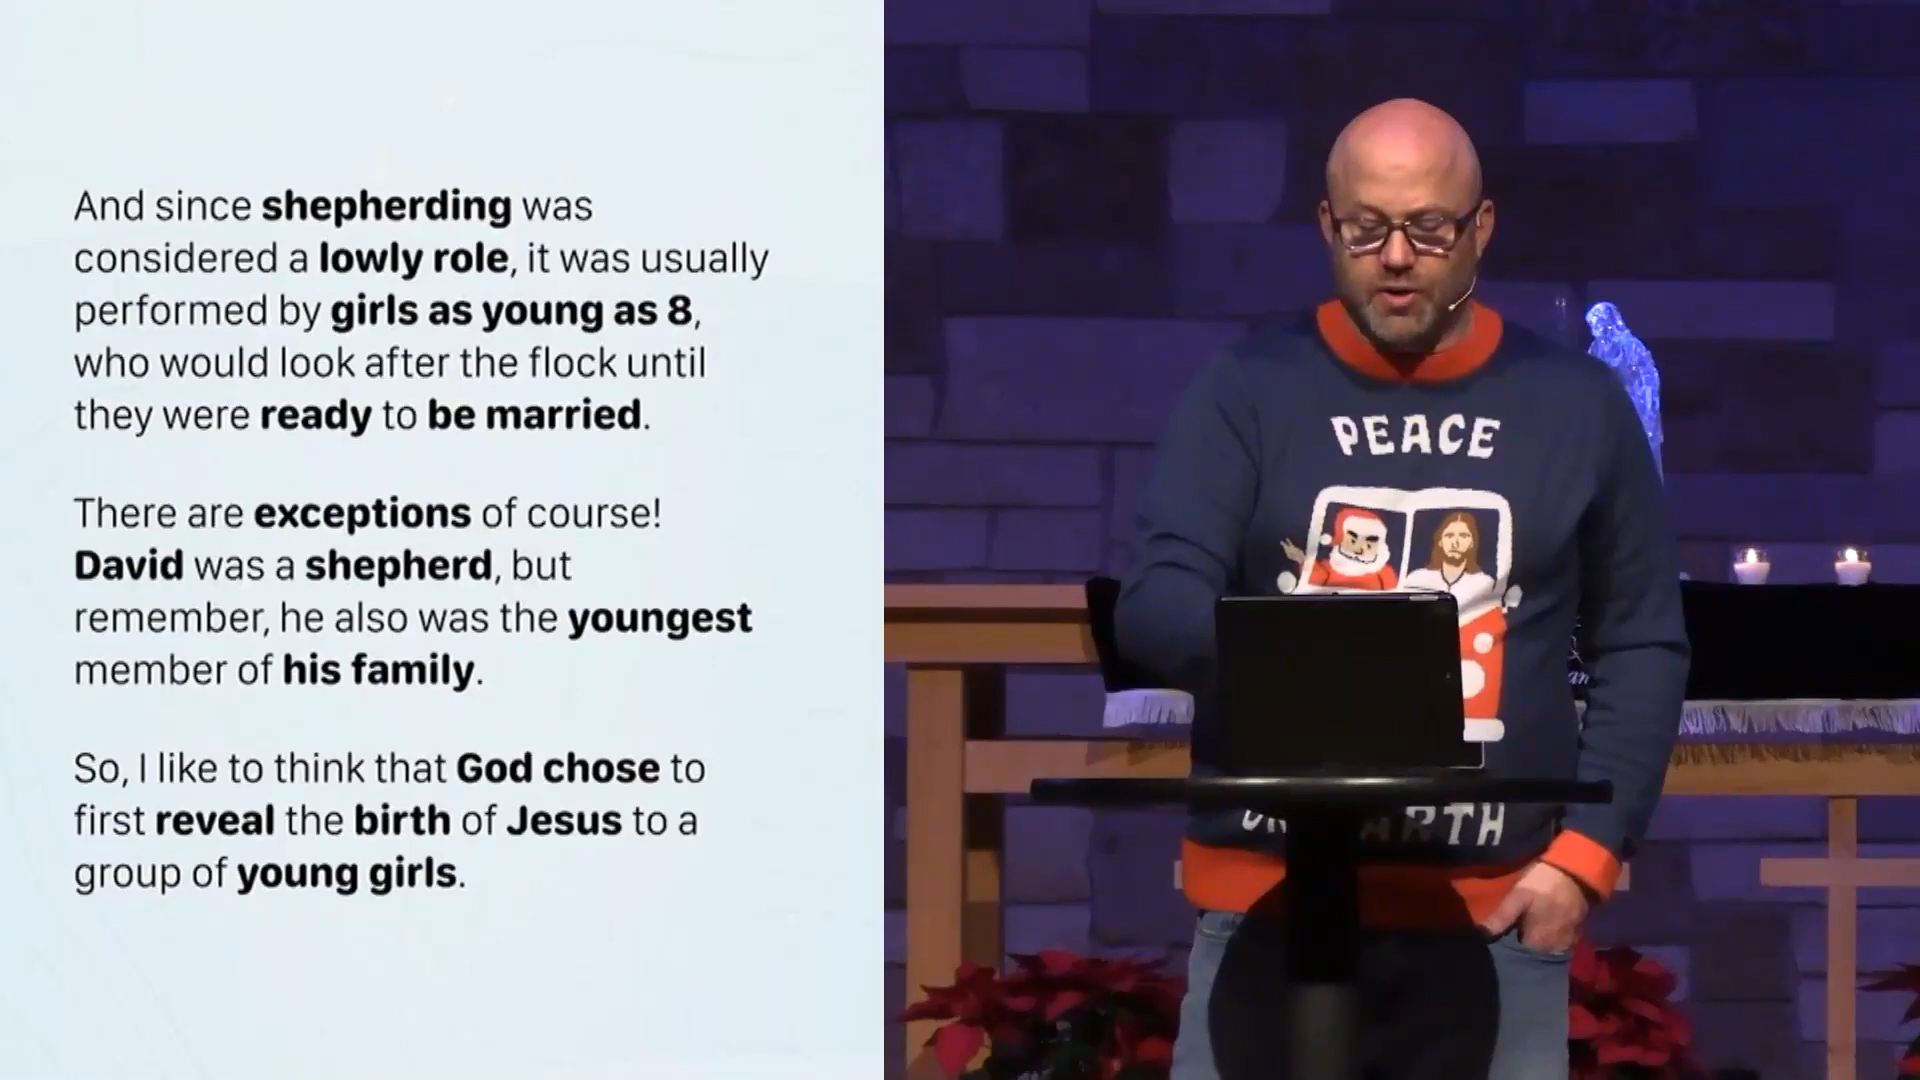 And since shepherding was
considered a lowly role, it was usually
performed by girls as young as 8,
who would look after the flock until
they were ready to be married.
There are exceptions of course!
David was a shepherd, but
remember, he also was the youngest
member of his family.
So, I like to think that God chose to
first reveal the birth of Jesus to a
group of young girls.
PEACE